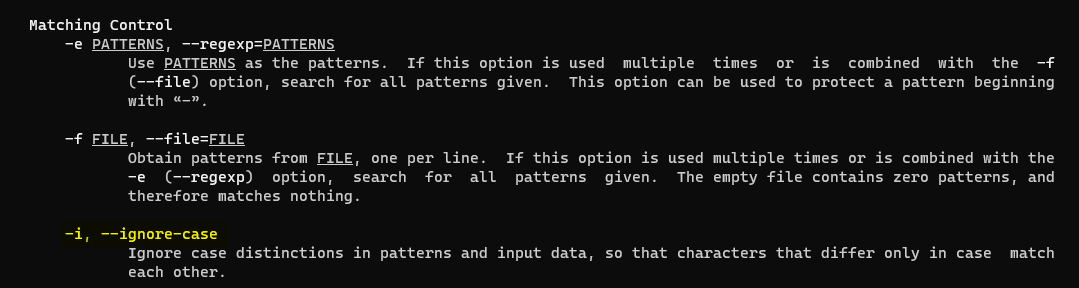 Matching Control
-e PATTERNS, --regexp=PATTERNS
Use PATTERNS as the patterns.  If this option is used  multiple  times  or  is  combined  with  the  -f
(--file) option, search for all patterns given.  This option can be used to protect a pattern beginning
with “-”.
-f FILE, --file=FILE
Obtain patterns from FILE, one per line.  If this option is used multiple times or is combined with the
-e  (--regexp)  option,  search  for  all  patterns  given.  The empty file contains zero patterns, and
therefore matches nothing.
-i, --ignore-case
Ignore case distinctions in patterns and input data, so that characters that differ only in case  match
each other.